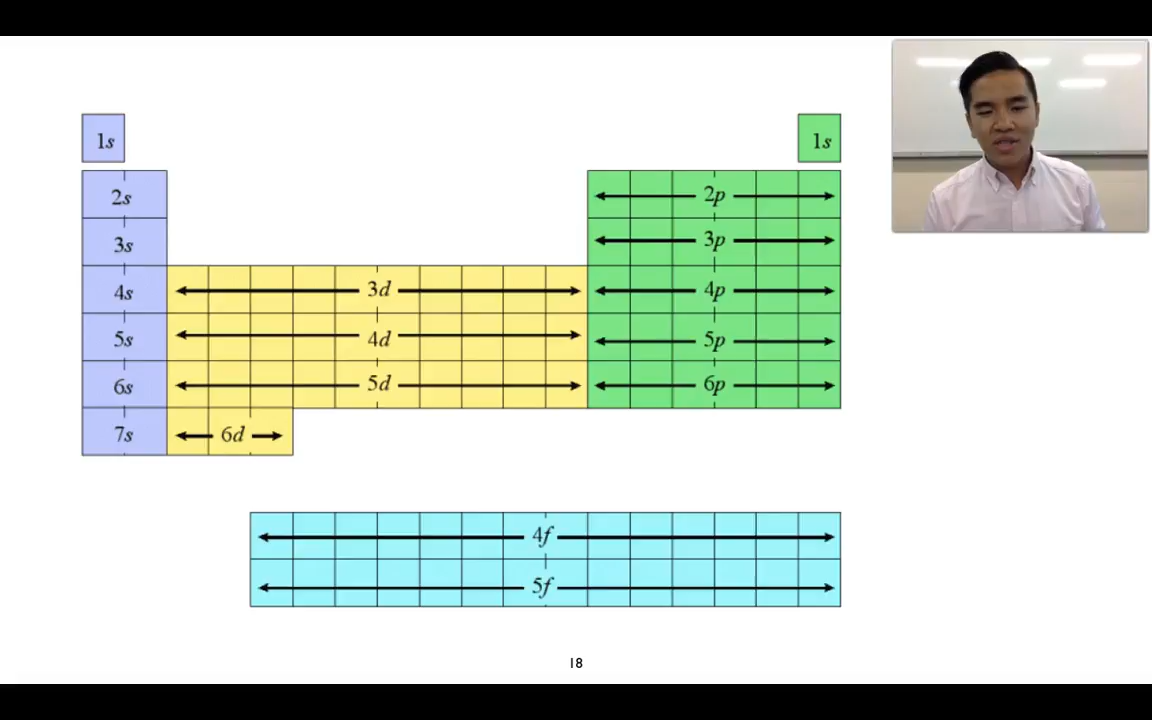 1s 1s
2s 2p
3s 3p
4s 3d 4p
5s 4d 5p
6s 5d 6p
7s 6d
4f
5f
18